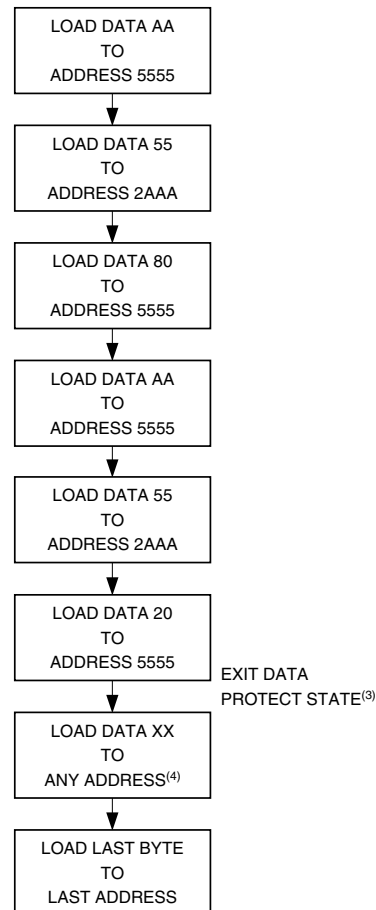 LOAD DATA AA
TO
ADDRESS 5555
LOAD DATA 55
TO
ADDRESS 2AAA
LOAD DATA 80
TO
ADDRESS 5555
LOAD DATA AA
TO
ADDRESS 5555
LOAD DATA 55
TO
ADDRESS 2AAA
LOAD DATA 20
TO
ADDRESS 5555
EXIT DATA
PROTECT STATE(3)
LOAD DATA XX
TO
ANY ADDRESS(4)
LOAD LAST BYTE
TO
LAST ADDRESS